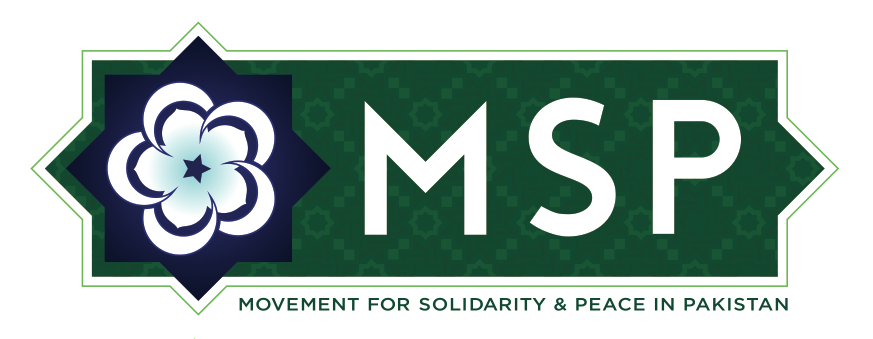 MSP
MOVEMENT FOR SOLIDARITY & PEACE IN PAKISTAN